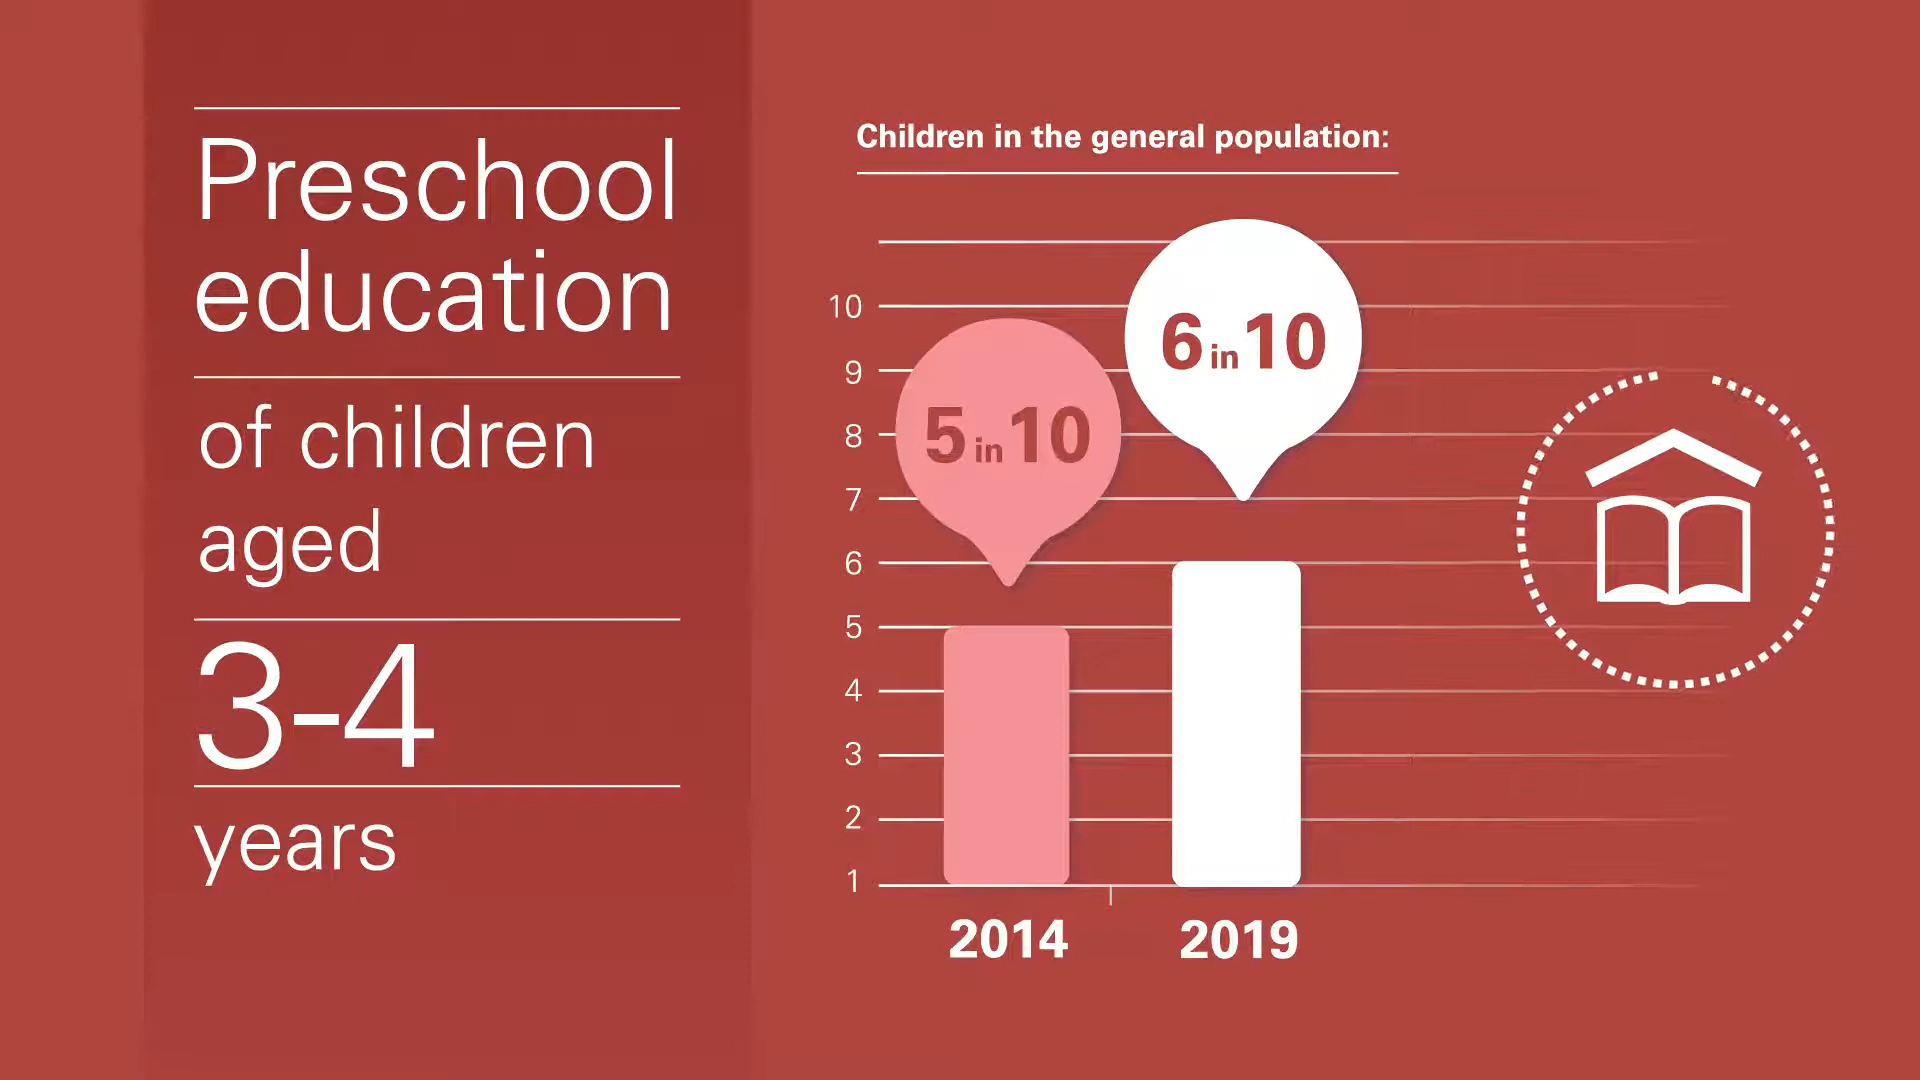 Preschool
education
of children
aged
3-4
years
Children in the general population:
10
9
8
7
6
5
4
3
2
1
5 in 10
6 in 10
2014
2019